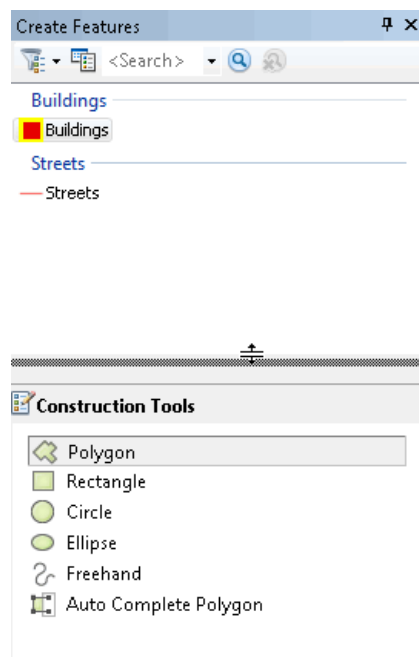 Create Features
<Search>
Buildings
Buildings
Streets
Streets
Construction Tools
Polygon
Rectangle
Circle
Ellipse
Freehand
Auto Complete Polygon